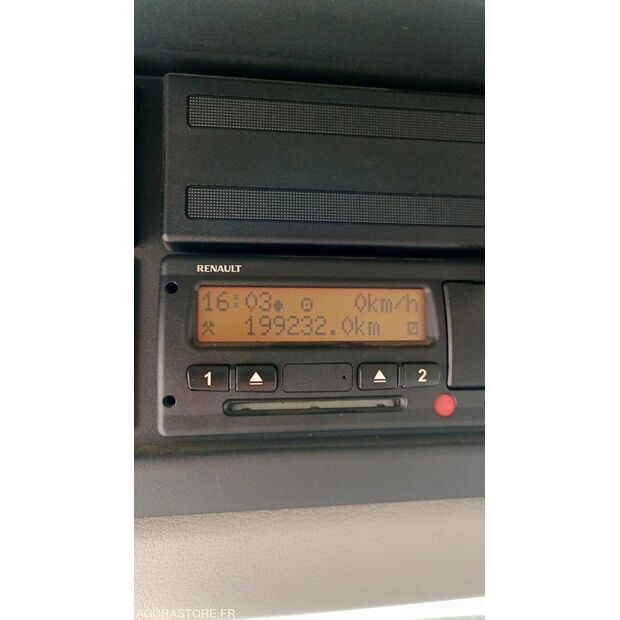 RENAULT
16:03 0km/h
199232.0km
1 2
AGORASTORE.FR